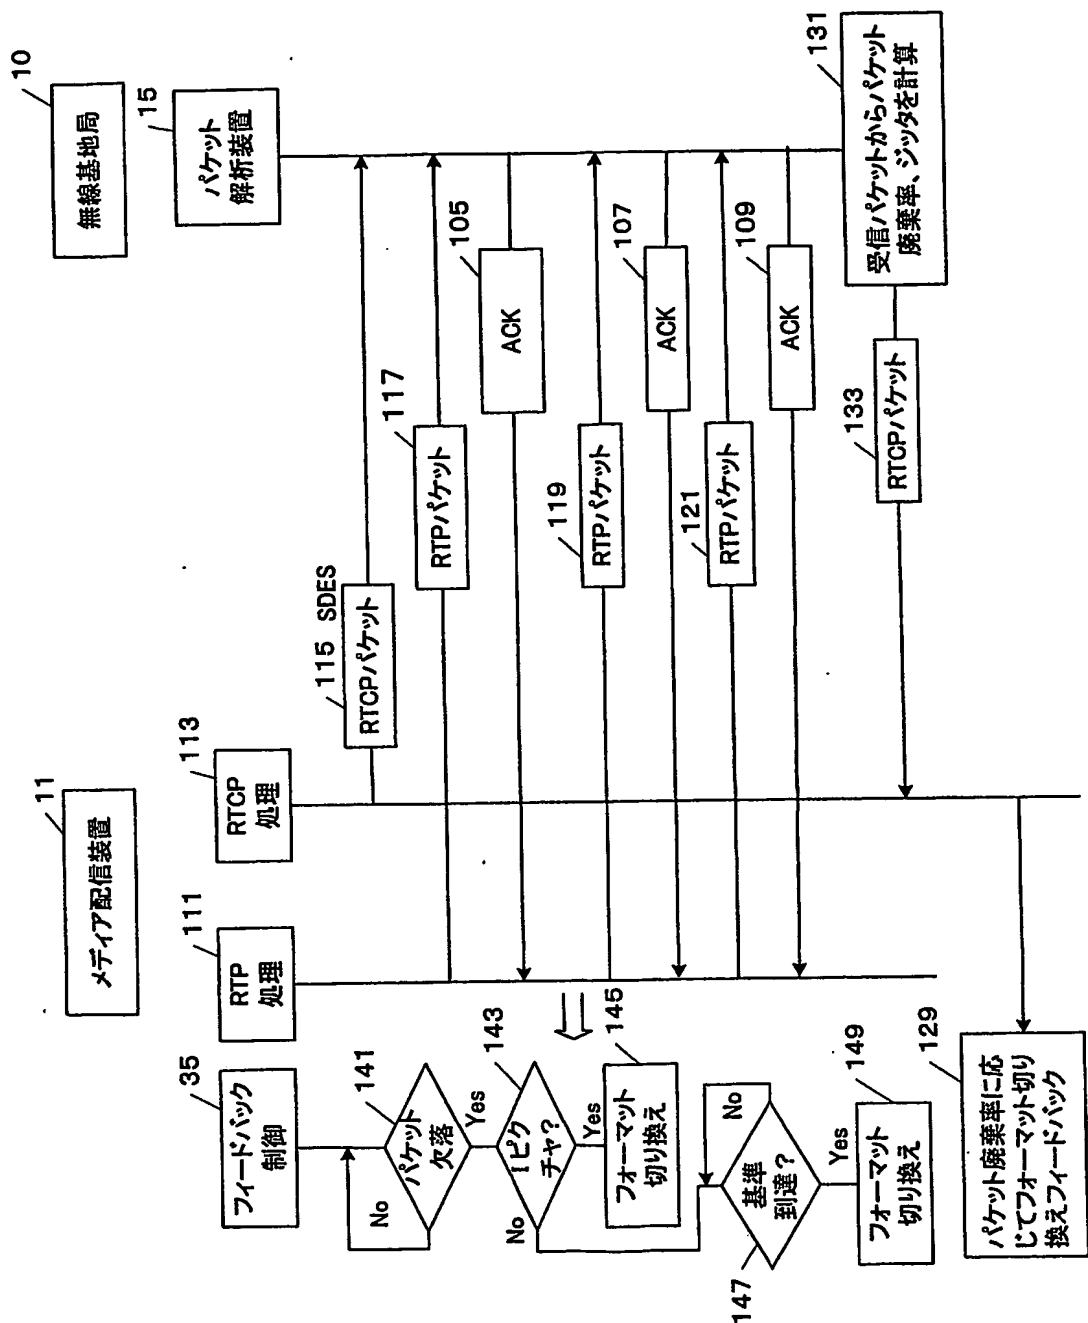 メディア配信装置
11
無線基地局
10
フィードバック
制御
35
RTP
処理
111
RTCP
処理
113
パケット
解析装置
15
115 SDES
RTCPパケット
117
RTPパケット
105
ACK
119
RTPパケット
107
ACK
121
RTPパケット
109
ACK
131
受信パケットからパケット
廃棄率、ジッタを計算
133
RTCPパケット
141
パケット
欠落
No
Yes
143
Iピク
チャ?
No
Yes
145
フォーマット
切り換え
147
基準
到達?
No
Yes
149
フォーマット
切り換え
129
パケット廃棄率に応
じてフォーマット切り
換えフィードバック